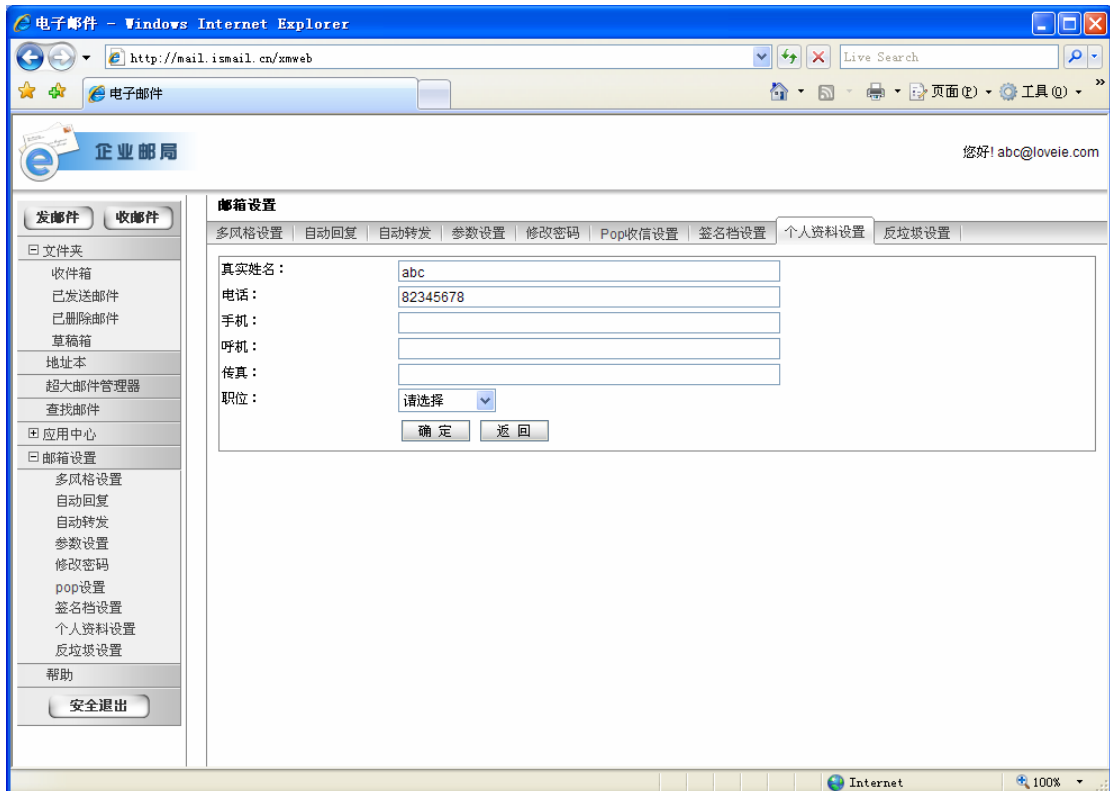 电子邮件 - Windows Internet Explorer
http://mail.ismail.cn/xmweb
Live Search
电子邮件
页面(P)
工具(O)
»
企业邮局
您好! abc@loveie.com
发邮件
收邮件
文件夹
收件箱
已发送邮件
已删除邮件
草稿箱
地址本
超大邮件管理器
查找邮件
应用中心
邮箱设置
多风格设置
自动回复
自动转发
参数设置
修改密码
pop设置
签名档设置
个人资料设置
反垃圾设置
帮助
安全退出
邮箱设置
多风格设置 | 自动回复 | 自动转发 | 参数设置 | 修改密码 | Pop收信设置 | 签名档设置 个人资料设置 反垃圾设置 |
真实姓名： abc
电话： 82345678
手机：
呼机：
传真：
职位： 请选择
确 定 返 回
Internet
100%